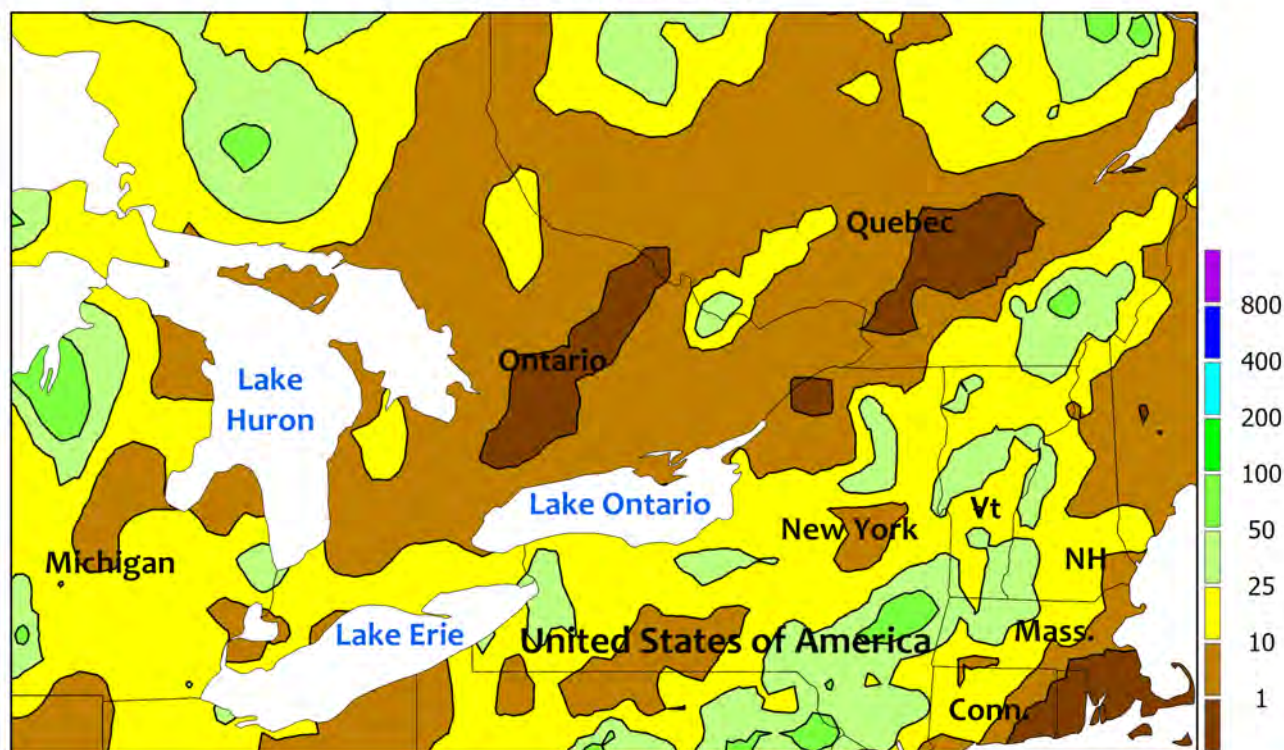 Quebec
Ontario
Lake
Huron
Lake Ontario
New York
Vt
Michigan
NH
Lake Erie
United States of America
Mass.
Conn.
800
400
200
100
50
25
10
1